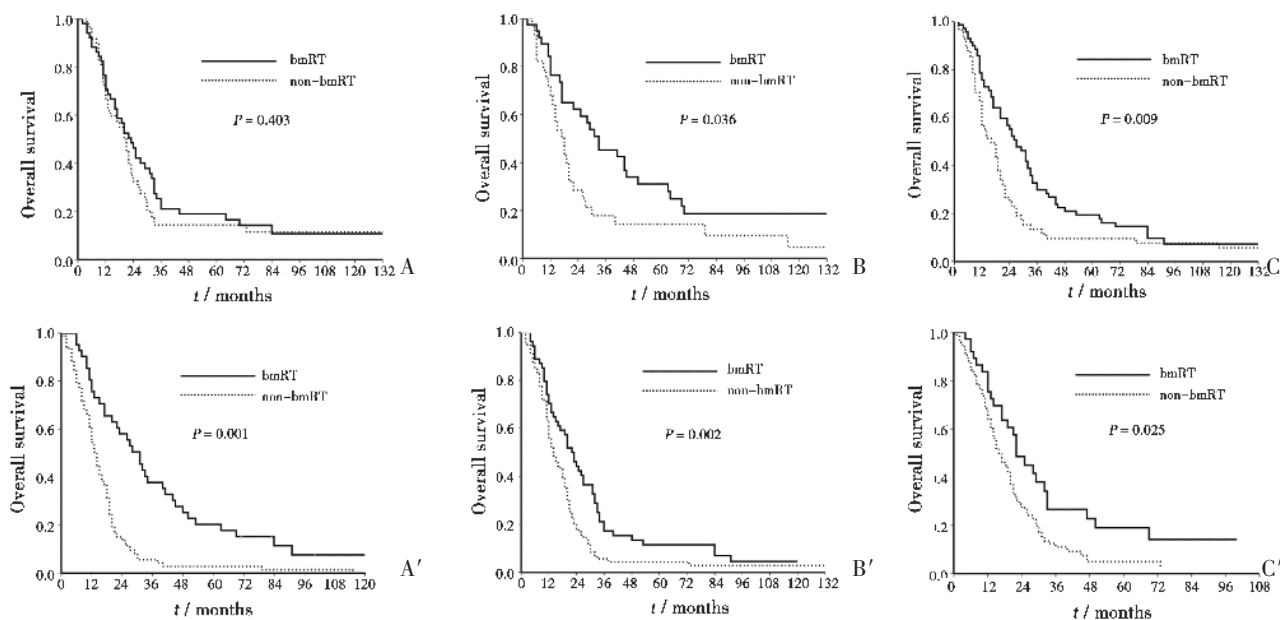 1.0
0.8
0.6
0.4
0.2
0.0
Overall survival
bmRT
non-bmRT
P = 0.403
0 12 24 36 48 60 72 84 96 108 120 132
t / months
A
1.0
0.8
0.6
0.4
0.2
0.0
Overall survival
bmRT
non-bmRT
P = 0.036
0 12 24 36 48 60 72 84 96 108 120 132
t / months
B
1.0
0.8
0.6
0.4
0.2
0.0
Overall survival
bmRT
non-bmRT
P = 0.009
0 12 24 36 48 60 72 84 96 108 120 132
t / months
C
1.0
0.8
0.6
0.4
0.2
0.0
Overall survival
bmRT
non-bmRT
P = 0.001
0 12 24 36 48 60 72 84 96 108 120
t / months
A′
1.0
0.8
0.6
0.4
0.2
0.0
Overall survival
bmRT
non-bmRT
P = 0.002
0 12 24 36 48 60 72 84 96 108 120 132
t / months
B′
1.0
0.8
0.6
0.4
0.2
0.0
Overall survival
bmRT
non-bmRT
P = 0.025
0 12 24 36 48 60 72 84 96 108
t / months
C′